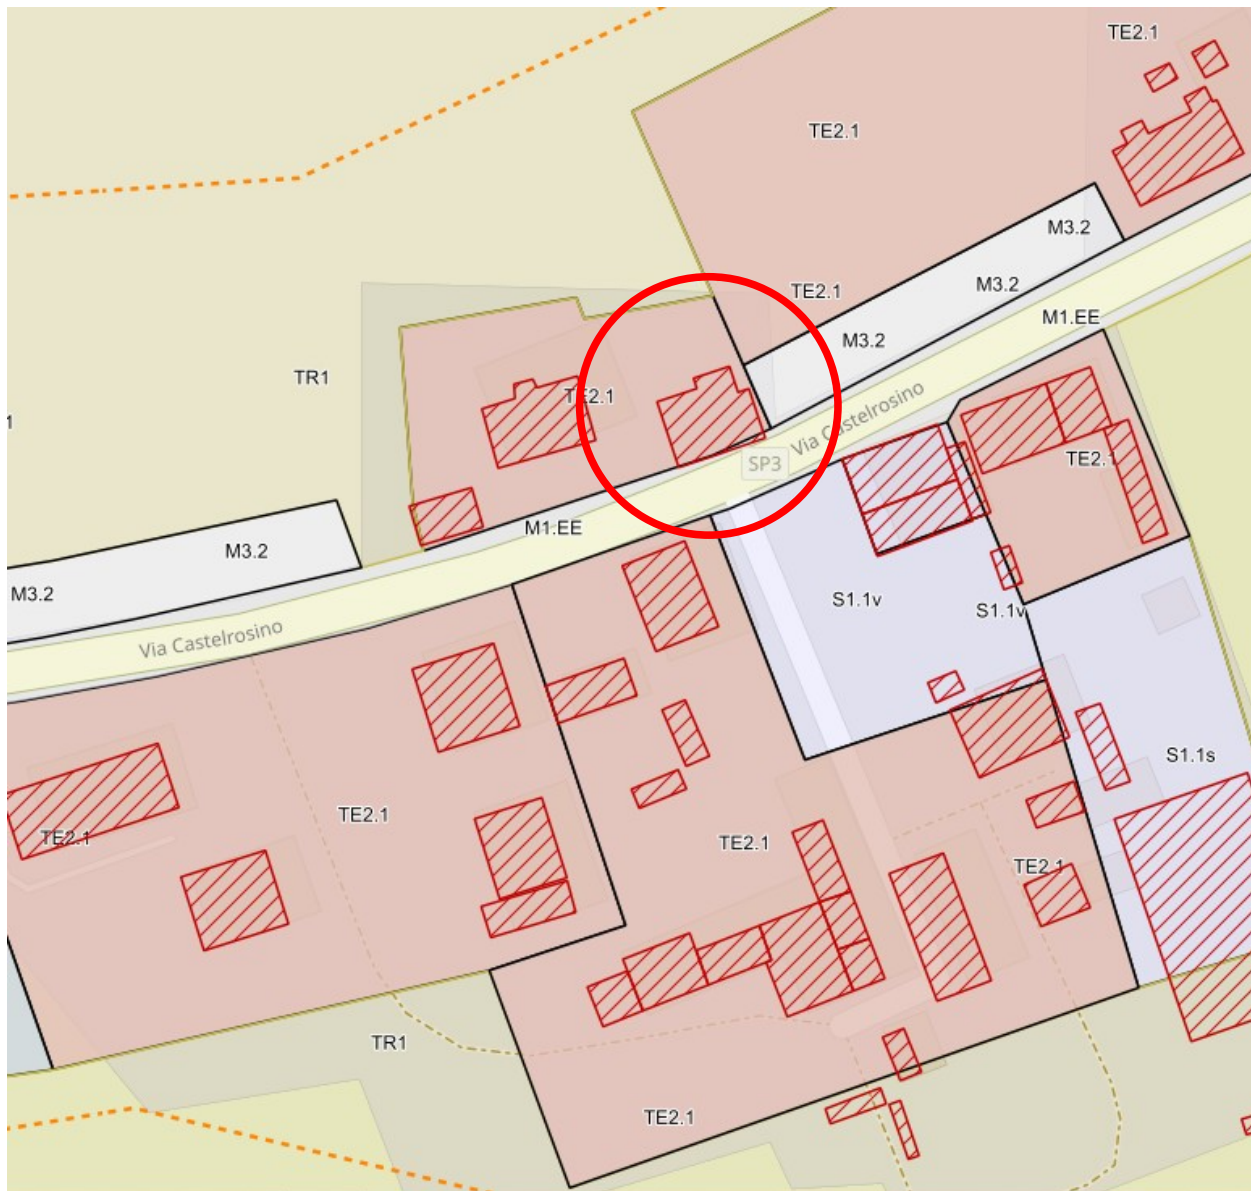 TE2.1
TE2.1
M3.2
M3.2
TE2.1
M1.EE
M3.2
TR1
TE2.1
1
Via Castelrosino
TE2.1
SP3
M1.EE
M3.2
M3.2
S1.1v
S1.1v
Via Castelrosino
S1.1s
TE2.1
TE2.1
TE2.1
TE2.1
TR1
TE2.1